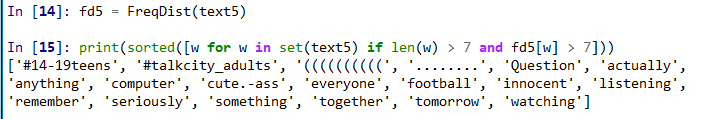 In [14]: fd5 = FreqDist(text5)
In [15]: print(sorted([w for w in set(text5) if len(w) > 7 and fd5[w] > 7]))
['#14-19teens', '#talkcity_adults', '((((((((((', '........', 'Question', 'actually',
'anything', 'computer', 'cute.-ass', 'everyone', 'football', 'innocent', 'listening',
'remember', 'seriously', 'something', 'together', 'tomorrow', 'watching']